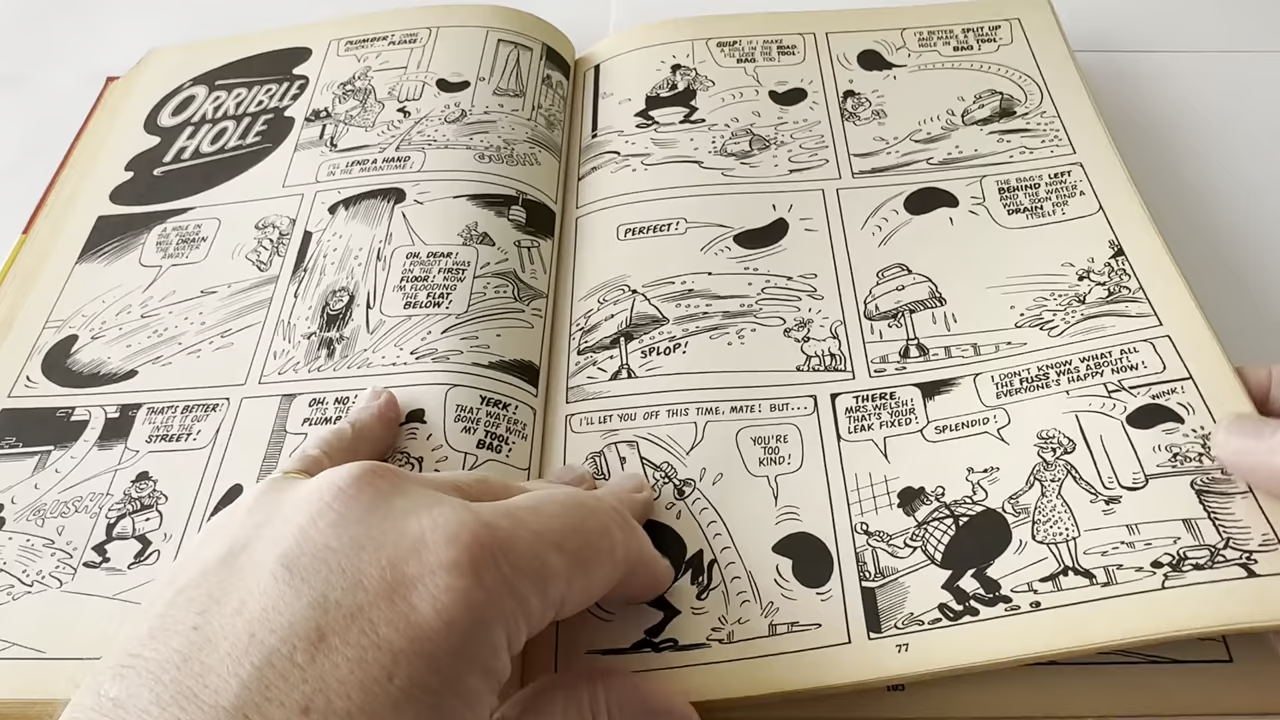 'ORRIBLE
HOLE
PLUMBER? COME
QUICKLY... PLEASE!
I'LL LEND A HAND
IN THE MEANTIME!
GUSH!
A HOLE IN
THE FLOOR
WILL DRAIN
THE WATER
AWAY!
OH, DEAR!
I FORGOT I WAS
ON THE FIRST
FLOOR! NOW
I'M FLOODING
THE FLAT
BELOW!
THAT'S BETTER!
I'LL LET IT OUT
INTO THE
STREET!
GUSH!
OH, NO!
IT'S THE
YERK!
THAT WATER'S
GONE OFF WITH
MY TOOL-
BAG!
GULP! IF I MAKE
A HOLE IN THE ROAD,
I'LL LOSE THE TOOL-
BAG, TOO!
I'D BETTER SPLIT UP
AND MAKE A SMALL
HOLE IN THE TOOL-
BAG!
PERFECT!
SPLOP!
THE BAG'S LEFT
BEHIND NOW...
AND THE WATER
WILL SOON FIND A
DRAIN FOR
ITSELF!
I'LL LET YOU OFF THIS TIME, MATE! BUT...
YOU'RE
TOO
KIND!
THERE,
MRS. WELSH!
THAT'S YOUR
LEAK FIXED!
SPLENDID!
I DON'T KNOW WHAT ALL
THE FUSS WAS ABOUT!
EVERYONE'S HAPPY NOW!
WINK!
77
103